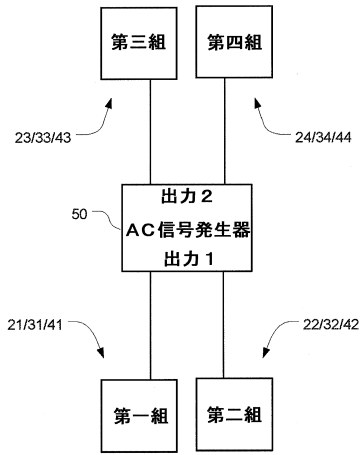 第三組
第四組
23/33/43
24/34/44
出力2
50
AC信号発生器
出力1
21/31/41
22/32/42
第一組
第二組